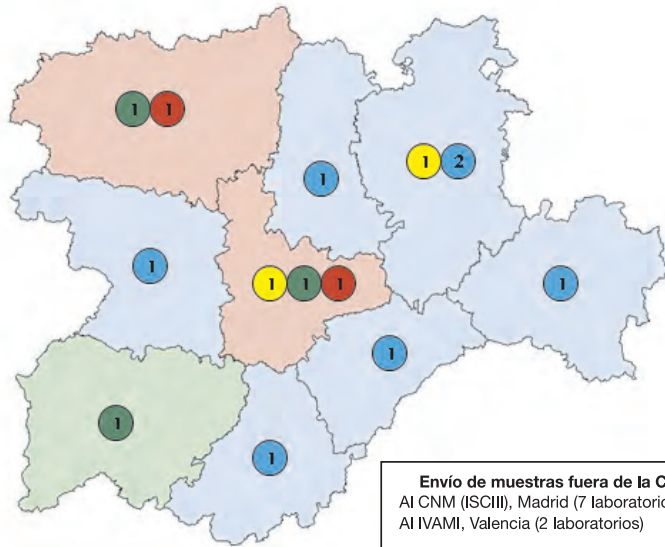 1 1
1
1 2
1
1 1 1
1
1
1
1
Envío de muestras fuera de la C
Al CNM (ISCIII), Madrid (7 laboratorio
Al IVAMI, Valencia (2 laboratorios)